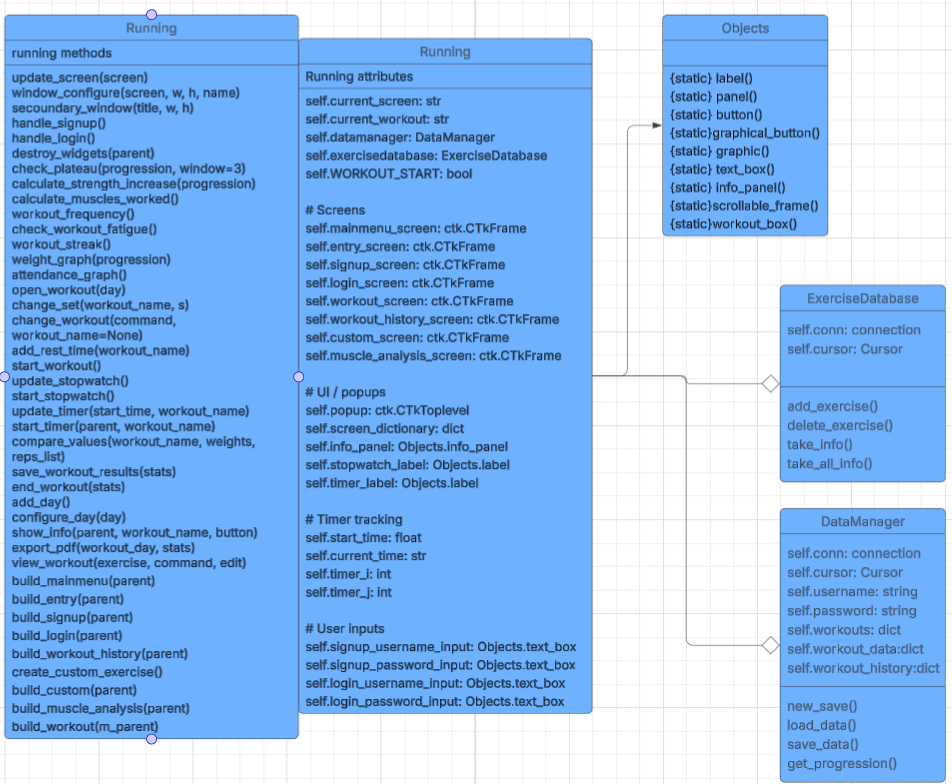 Running
running methods
update_screen(screen)
window_configure(screen, w, h, name)
secoundary_window(title, w, h)
handle_signup()
handle_login()
destroy_widgets(parent)
check_plateau(progression, window=3)
calculate_strength_increase(progression)
calculate_muscles_worked()
workout_frequency()
check_workout_fatigue()
workout_streak()
weight_graph(progression)
attendance_graph()
open_workout(day)
change_set(workout_name, s)
change_workout(command,
workout_name=None)
add_rest_time(workout_name)
start_workout()
update_stopwatch()
start_stopwatch()
update_timer(start_time, workout_name)
start_timer(parent, workout_name)
compare_values(workout_name, weights,
reps_list)
save_workout_results(stats)
end_workout(stats)
add_day()
configure_day(day)
show_info(parent, workout_name, button)
export_pdf(workout_day, stats)
view_workout(exercise, command, edit)
build_mainmenu(parent)
build_entry(parent)
build_signup(parent)
build_login(parent)
build_workout_history(parent)
create_custom_exercise()
build_custom(parent)
build_muscle_analysis(parent)
build_workout(m_parent)
Running
Running attributes
self.current_screen: str
self.current_workout: str
self.datamanager: DataManager
self.exercisedatabase: ExerciseDatabase
self.WORKOUT_START: bool
# Screens
self.mainmenu_screen: ctk.CTkFrame
self.entry_screen: ctk.CTkFrame
self.signup_screen: ctk.CTkFrame
self.login_screen: ctk.CTkFrame
self.workout_screen: ctk.CTkFrame
self.workout_history_screen: ctk.CTkFrame
self.custom_screen: ctk.CTkFrame
self.muscle_analysis_screen: ctk.CTkFrame
# UI / popups
self.popup: ctk.CTkToplevel
self.screen_dictionary: dict
self.info_panel: Objects.info_panel
self.stopwatch_label: Objects.label
self.timer_label: Objects.label
# Timer tracking
self.start_time: float
self.current_time: str
self.timer_i: int
self.timer_j: int
# User inputs
self.signup_username_input: Objects.text_box
self.signup_password_input: Objects.text_box
self.login_username_input: Objects.text_box
self.login_password_input: Objects.text_box
Objects
{static} label()
{static} panel()
{static} button()
{static}graphical_button()
{static} graphic()
{static} text_box()
{static} info_panel()
{static}scrollable_frame()
{static}workout_box()
ExerciseDatabase
self.conn: connection
self.cursor: Cursor
add_exercise()
delete_exercise()
take_info()
take_all_info()
DataManager
self.conn: connection
self.cursor: Cursor
self.username: string
self.password: string
self.workouts: dict
self.workout_data:dict
self.workout_history:dict
new_save()
load_data()
save_data()
get_progression()